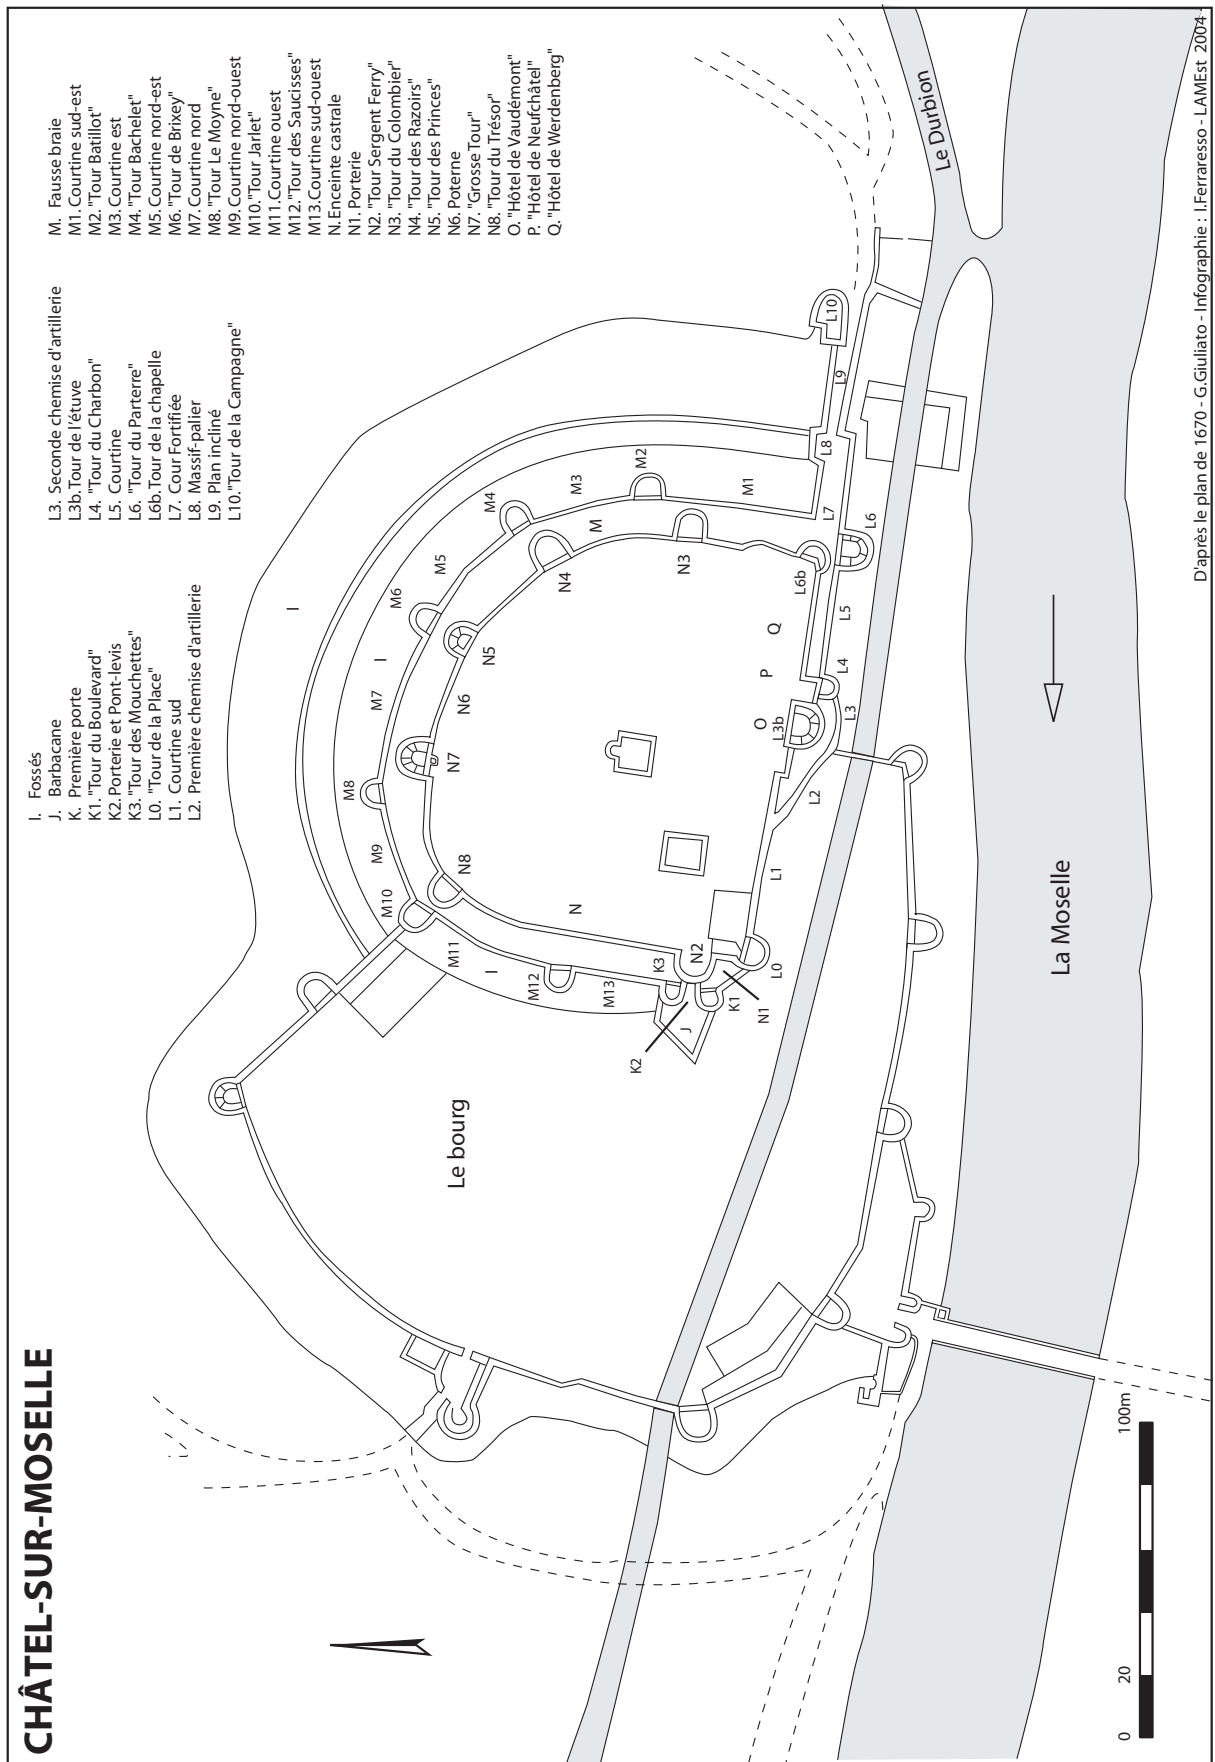 CHÂTEL-SUR-MOSELLE
I. Fossés
J. Barbacane
K. Première porte
K1. "Tour du Boulevard"
K2. Porterie et Pont-levis
K3. "Tour des Mouchettes"
L0. "Tour de la Place"
L1. Courtine sud
L2. Première chemise d'artillerie
L3. Seconde chemise d'artillerie
L3b. Tour de l'étuve
L4. "Tour du Charbon"
L5. Courtine
L6. "Tour du Parterre"
L6b. Tour de la chapelle
L7. Cour Fortifiée
L8. Massif-palier
L9. Plan incliné
L10. "Tour de la Campagne"
M. Fausse braie
M1. Courtine sud-est
M2. "Tour Batillot"
M3. Courtine est
M4. "Tour Bachelet"
M5. Courtine nord-est
M6. "Tour de Brixey"
M7. Courtine nord
M8. "Tour Le Moyne"
M9. Courtine nord-ouest
M10. "Tour Jarlet"
M11. Courtine ouest
M12. "Tour des Saucisses"
M13. Courtine sud-ouest
N. Enceinte castrale
N1. Porterie
N2. "Tour Sergent Ferry"
N3. "Tour du Colombier"
N4. "Tour des Razoirs"
N5. "Tour des Princes"
N6. Poterne
N7. "Grosse Tour"
N8. "Tour du Trésor"
O. "Hôtel de Vaudémont"
P. "Hôtel de Neufchâtel"
Q. "Hôtel de Werdenberg"
I
M6
M5
M4
M3
M2
M1
I
M7
M8
M9
M10
M11
I
M12
M13
M
N4
N3
N5
N6
N7
N8
N
N2
K3
K2
K1
N1
J
L0
L1
L2
L3
L3b
O
P
Q
L4
L5
L6b
L6
L7
L8
L9
L10
Le bourg
Le Durbion
La Moselle
0
20
100m
D'après le plan de 1670 - G.Giuliato - Infographie : I.Ferraresso - LAMEst 2004